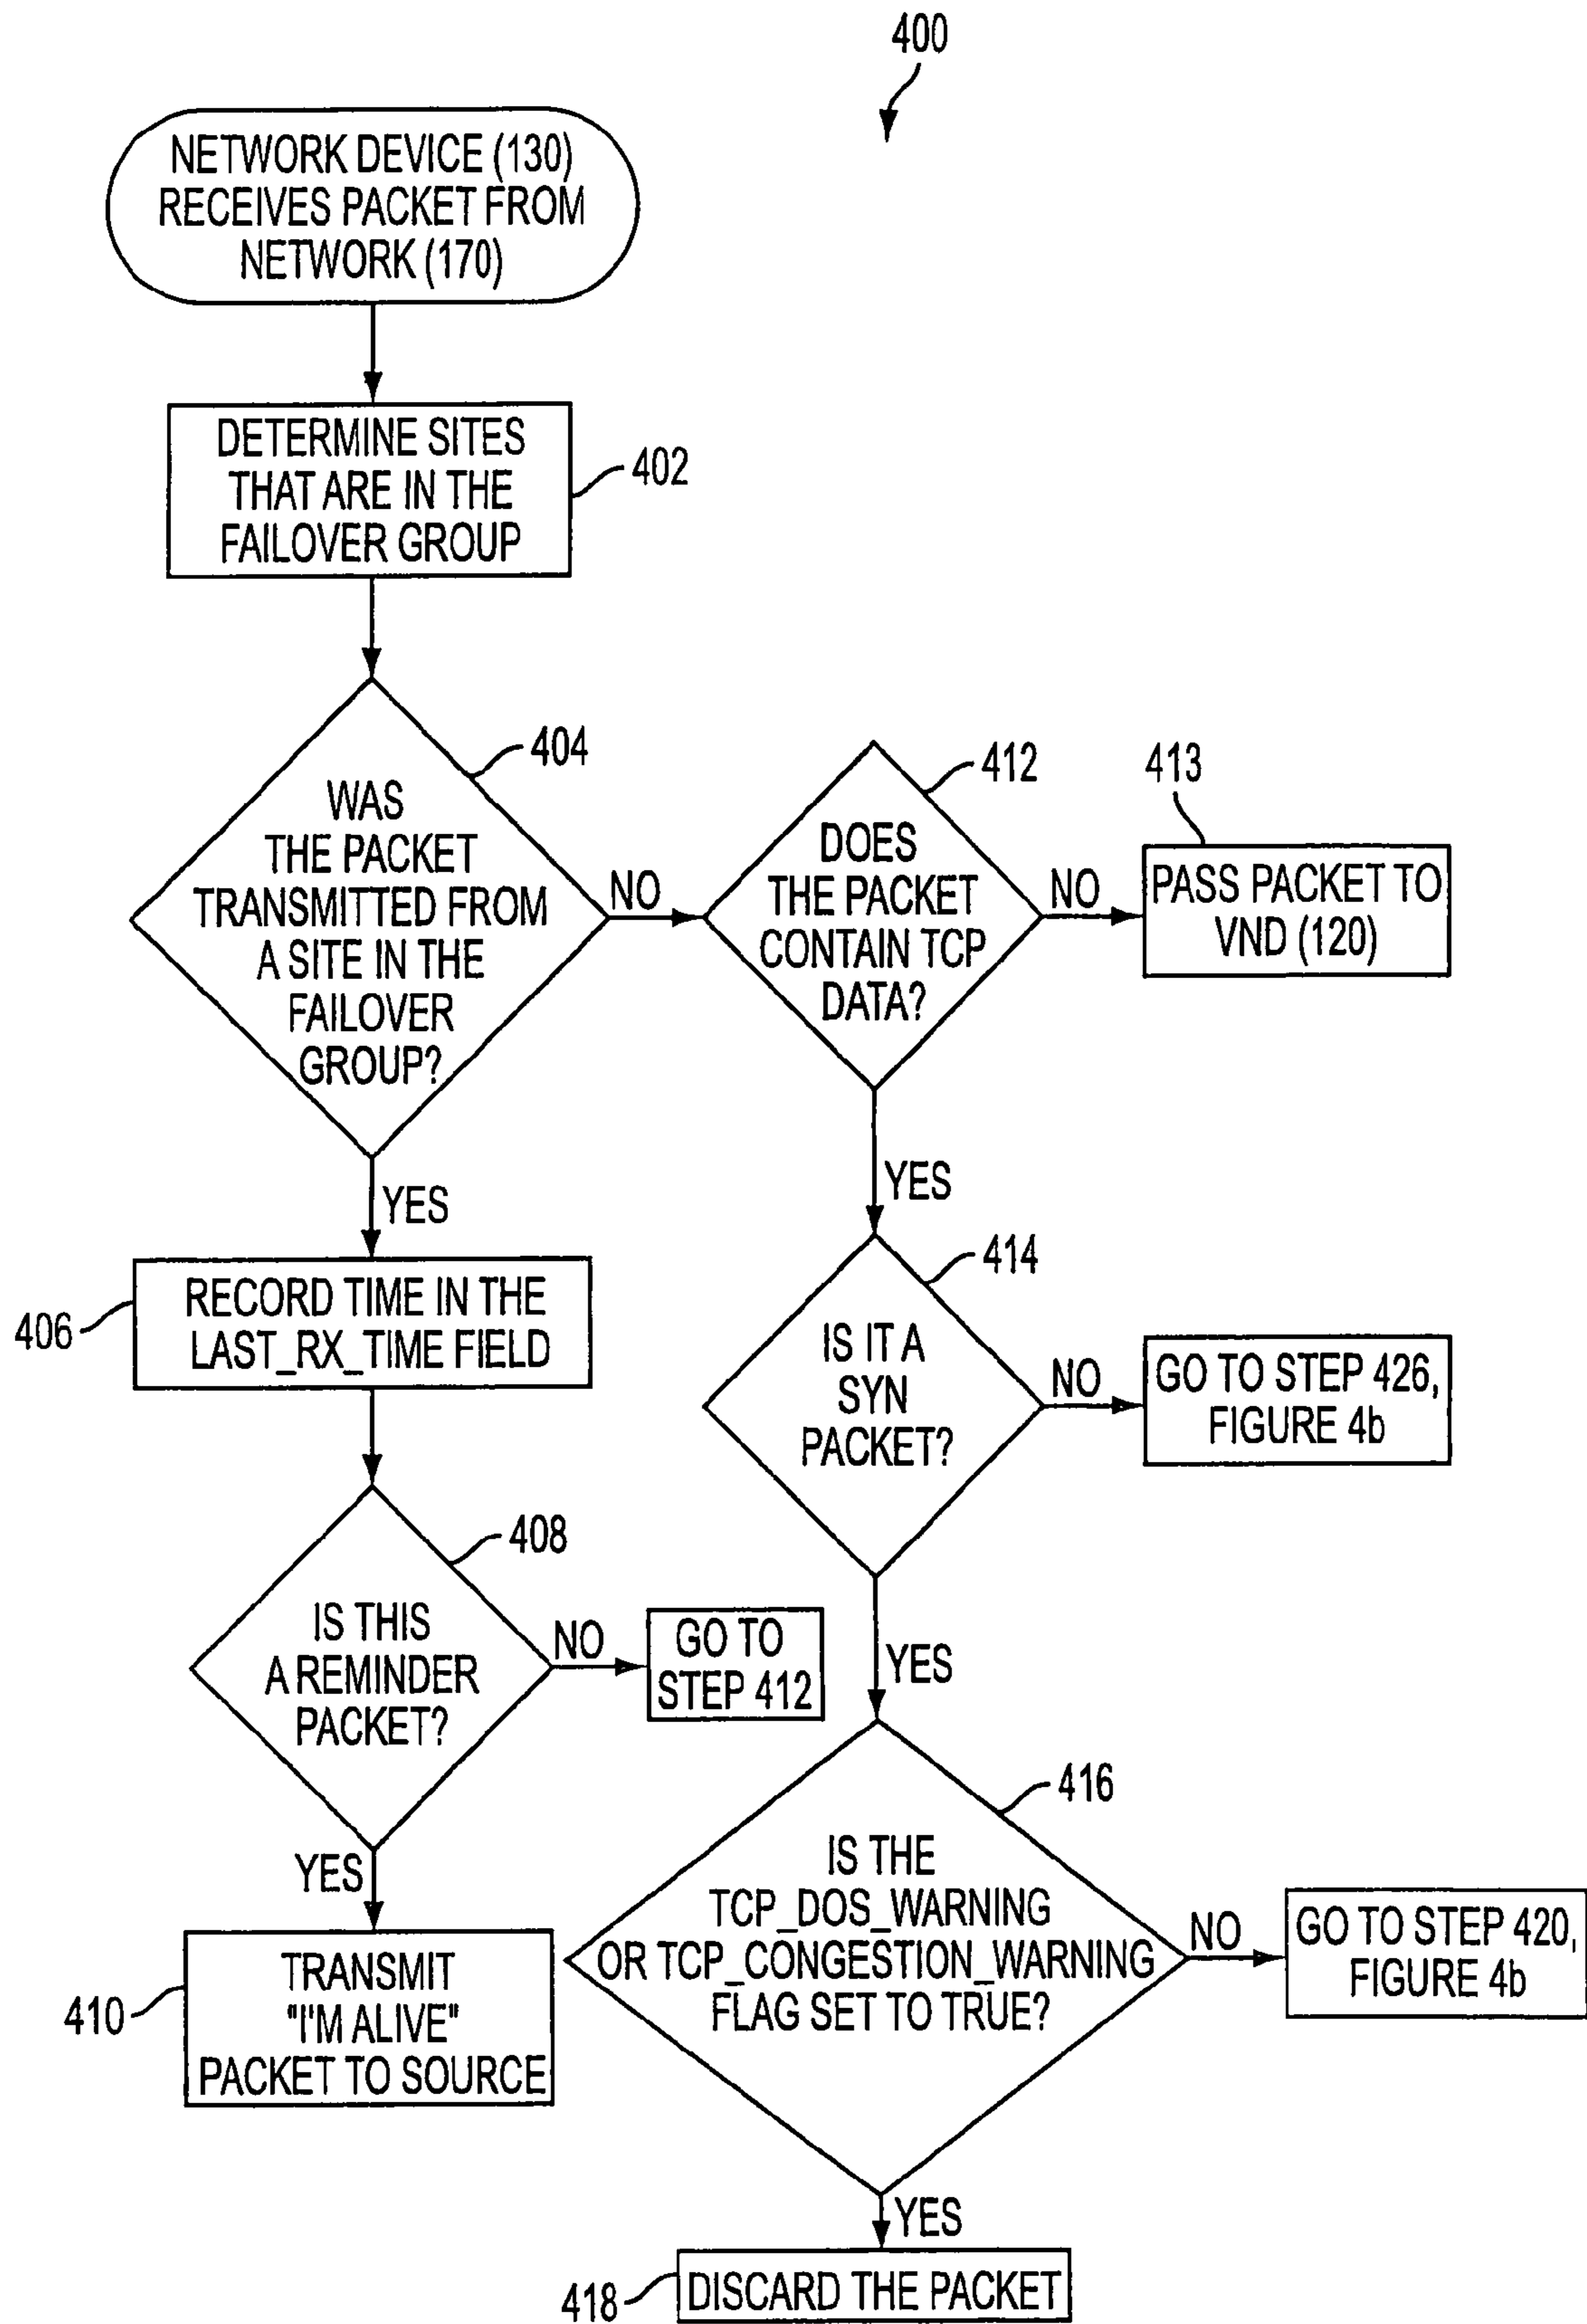 400
NETWORK DEVICE (130)
RECEIVES PACKET FROM
NETWORK (170)
DETERMINE SITES
THAT ARE IN THE
FAILOVER GROUP
402
404
WAS
THE PACKET
TRANSMITTED FROM
A SITE IN THE
FAILOVER
GROUP?
NO
412
DOES
THE PACKET
CONTAIN TCP
DATA?
NO
413
PASS PACKET TO
VND (120)
YES
YES
406
RECORD TIME IN THE
LAST_RX_TIME FIELD
414
IS IT A
SYN
PACKET?
NO
GO TO STEP 426,
FIGURE 4b
408
IS THIS
A REMINDER
PACKET?
NO
GO TO
STEP 412
YES
YES
410
TRANSMIT
"I"M ALIVE"
PACKET TO SOURCE
416
IS THE
TCP_DOS_WARNING
OR TCP_CONGESTION_WARNING
FLAG SET TO TRUE?
NO
GO TO STEP 420,
FIGURE 4b
YES
418
DISCARD THE PACKET